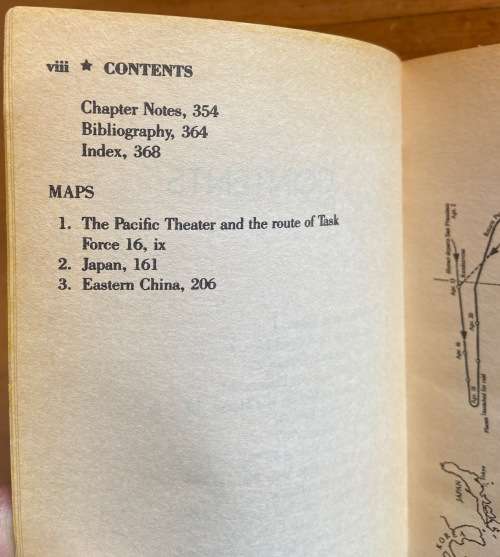 viii ★ CONTENTS
Chapter Notes, 354
Bibliography, 364
Index, 368
MAPS
1. The Pacific Theater and the route of Task
Force 16, ix
2. Japan, 161
3. Eastern China, 206
JAPAN